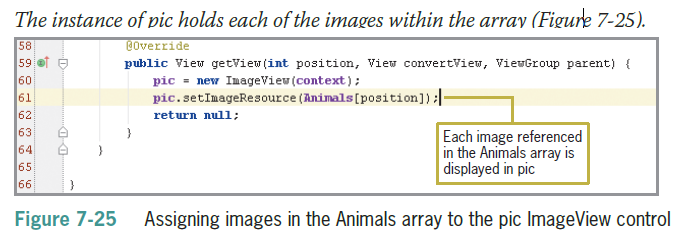 The instance of pic holds each of the images within the array (Figure 7-25).
58 @Override
59 public View getView(int position, View convertView, ViewGroup parent) {
60 pic = new ImageView(context);
61 pic.setImageResource(Animals[position]);
62 return null;
63 }
64 }
65
66 }
Each image referenced
in the Animals array is
displayed in pic
Figure 7-25 Assigning images in the Animals array to the pic ImageView control